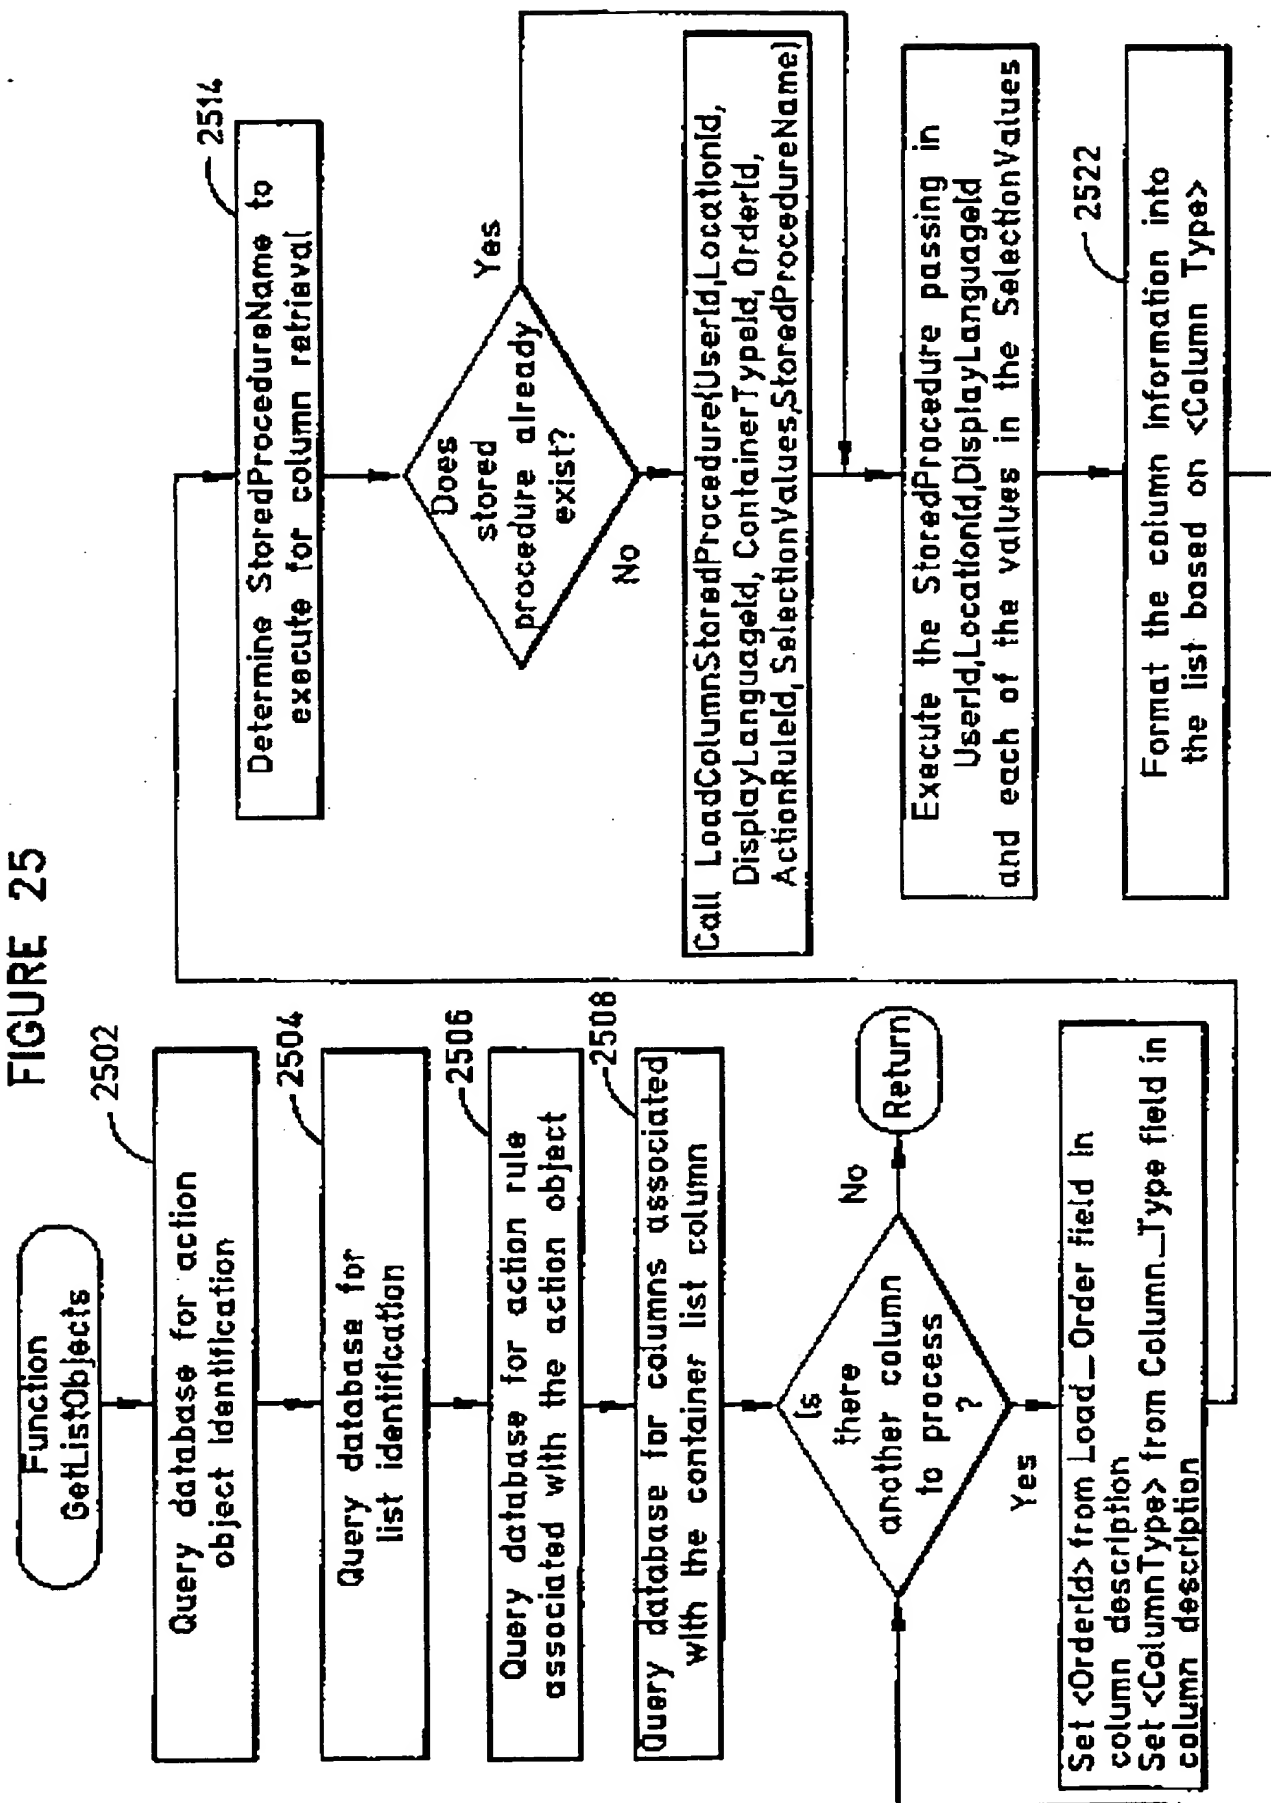 FIGURE 25
Function
GetListObjects
2502
Query database for action
object identification
2504
Query database for
list identification
2506
Query database for action rule
associated with the action object
2508
Query database for columns associated
with the container list column
Is
there
another column
to process
?
No
Return
Yes
Set <OrderId> from Load_Order field in
column description
Set <ColumnType> from Column_Type field in
column description
2514
Determine StoredProcedureName to
execute for column retrieval
Does
stored
procedure already
exist?
Yes
No
Call LoadColumnStoredProcedure(UserId,LocationId,
DisplayLanguageId, ContainerTypeId, OrderId,
ActionRuleId,SelectionValues,StoredProcedureName)
Execute the StoredProcedure passing in
UserId,LocationId,DisplayLanguageId
and each of the values in the SelectionValues
2522
Format the column information into
the list based on <Column Type>